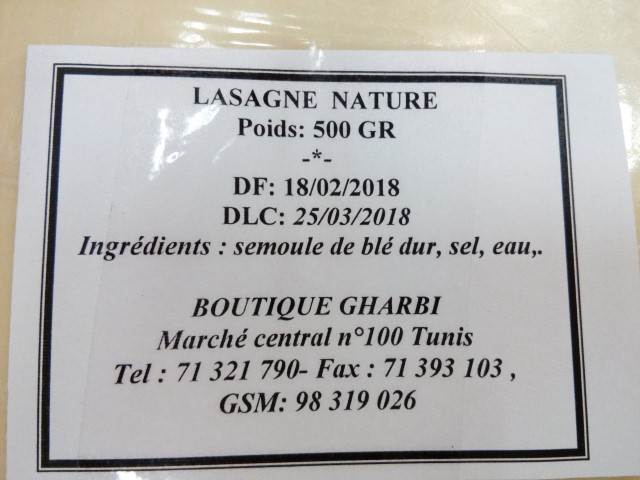 LASAGNE NATURE
Poids: 500 GR
-*-
DF: 18/02/2018
DLC: 25/03/2018
Ingrédients : semoule de blé dur, sel, eau,.
BOUTIQUE GHARBI
Marché central n°100 Tunis
Tel : 71 321 790- Fax : 71 393 103 ,
GSM: 98 319 026